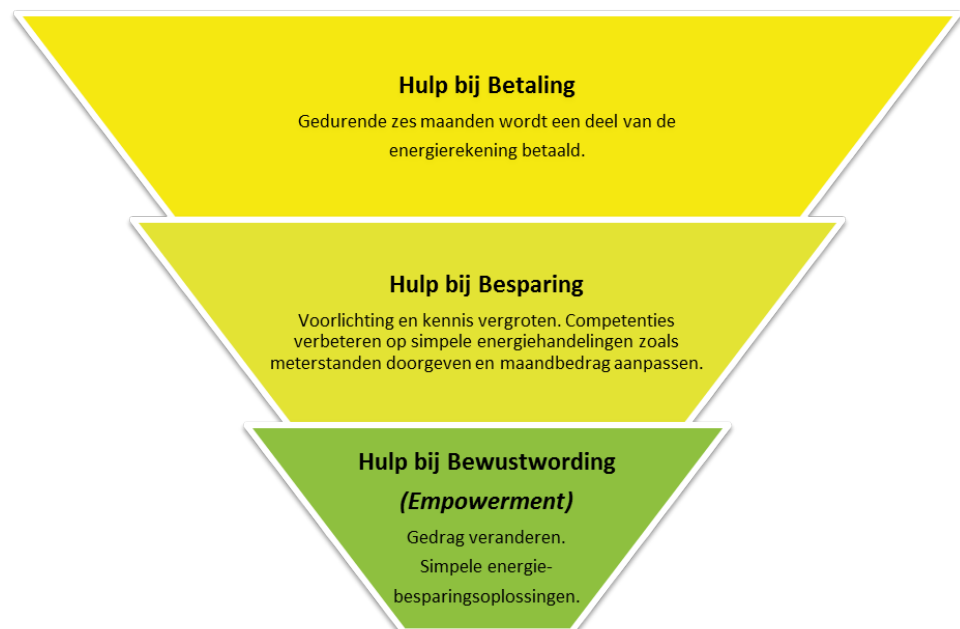 Hulp bij Betaling
Gedurende zes maanden wordt een deel van de
energierekening betaald.
Hulp bij Besparing
Voorlichting en kennis vergroten. Competenties
verbeteren op simpele energiehandelingen zoals
meterstanden doorgeven en maandbedrag aanpassen.
Hulp bij Bewustwording
(Empowerment)
Gedrag veranderen.
Simpele energie-
besparingsoplossingen.